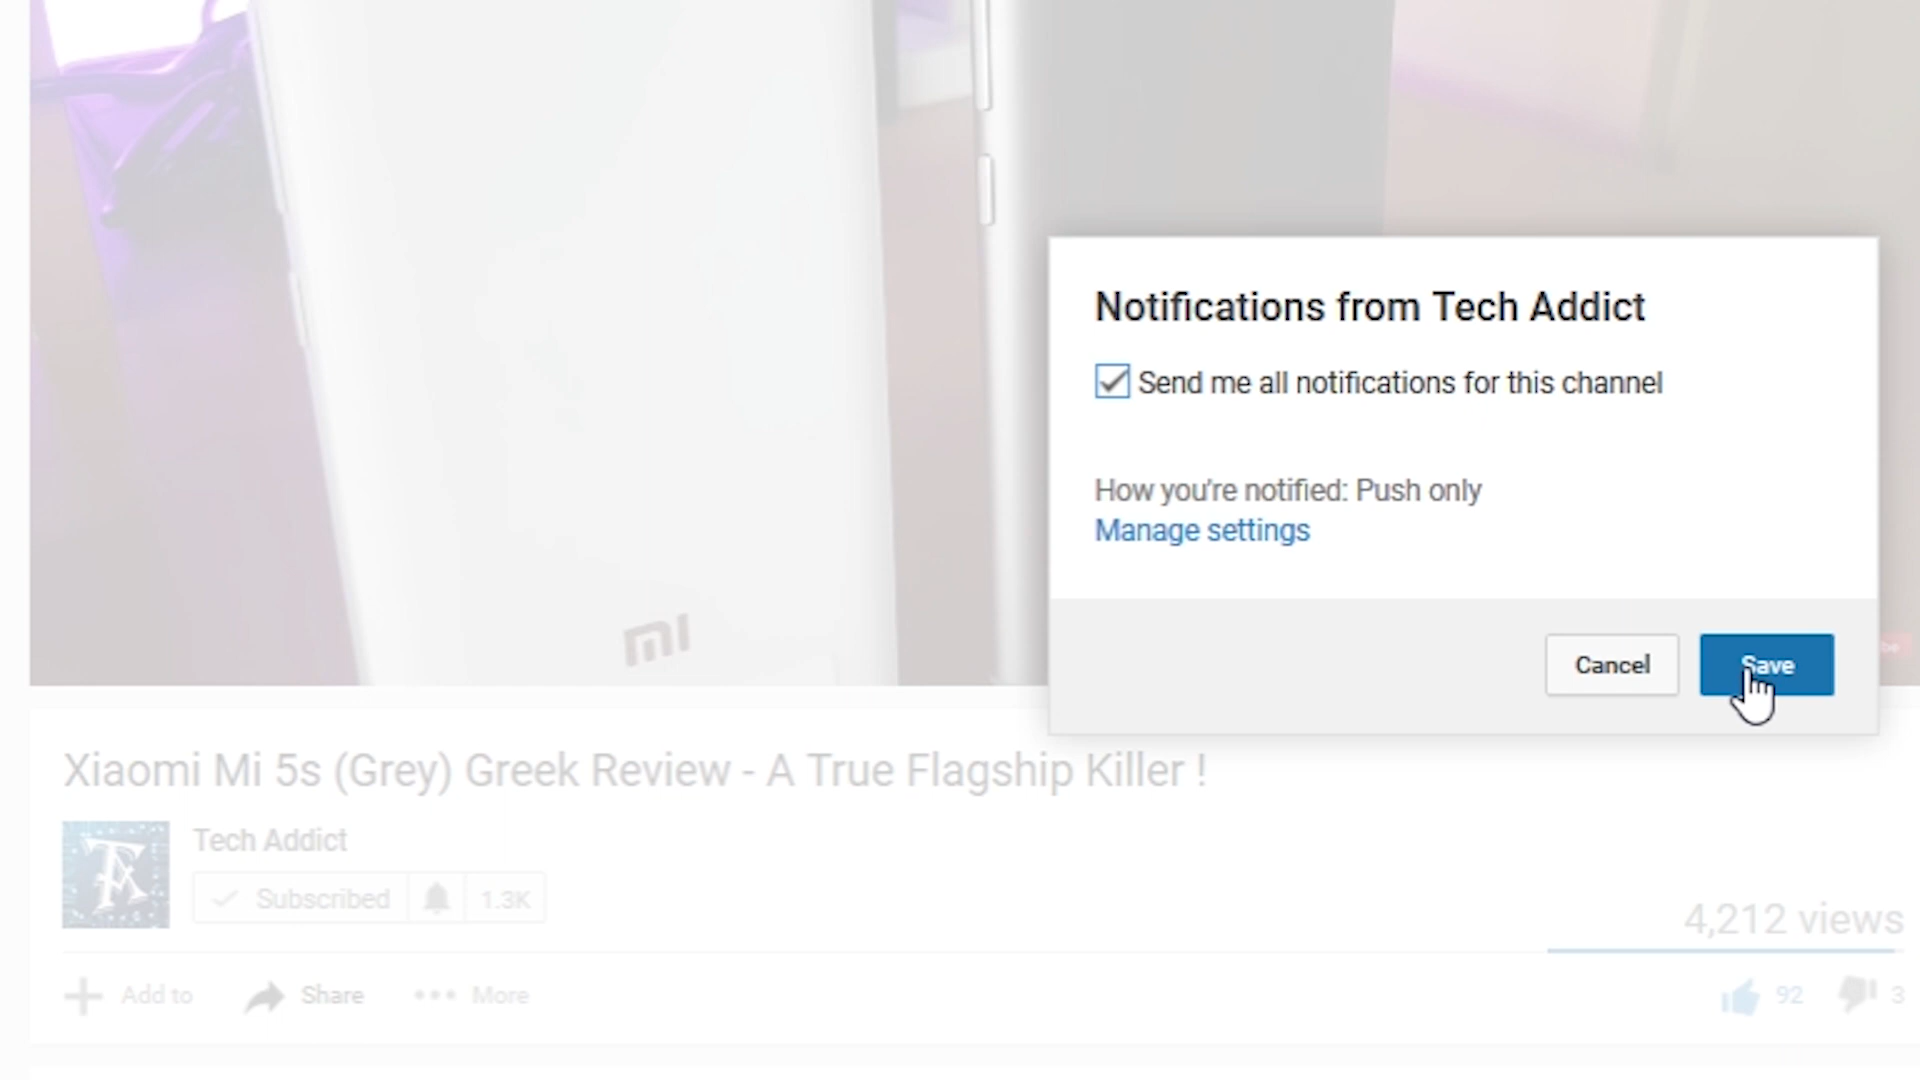 Notifications from Tech Addict
Send me all notifications for this channel
How you're notified: Push only
Manage settings
Cancel
Save
mi
Xiaomi Mi 5s (Grey) Greek Review - A True Flagship Killer !
TA
Tech Addict
Subscribed
1.3K
4,212 views
Add to
Share
More
92
3